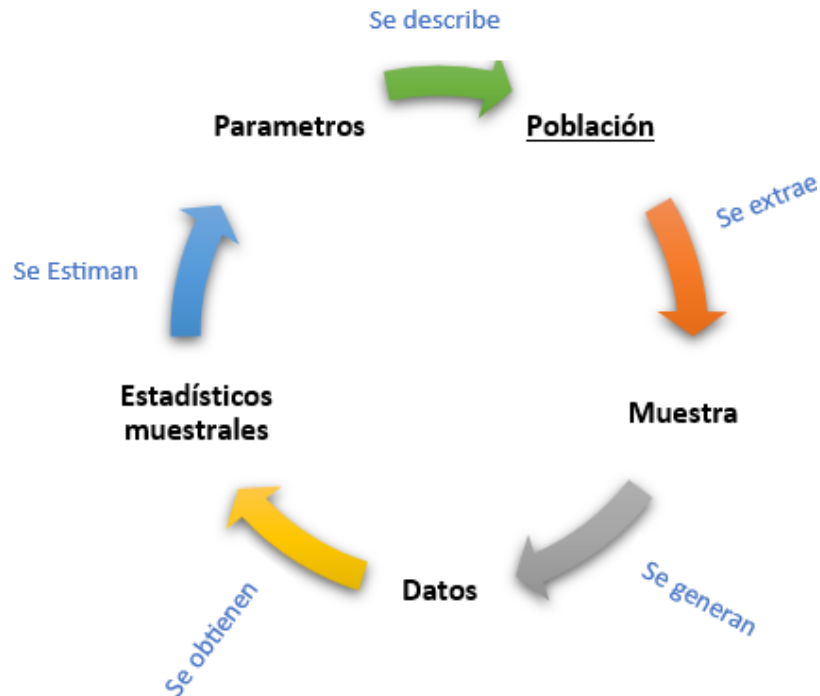 Se describe
Parametros
Población
Se extrae
Se Estiman
Estadísticos
muestrales
Muestra
Datos
Se generan
Se obtienen